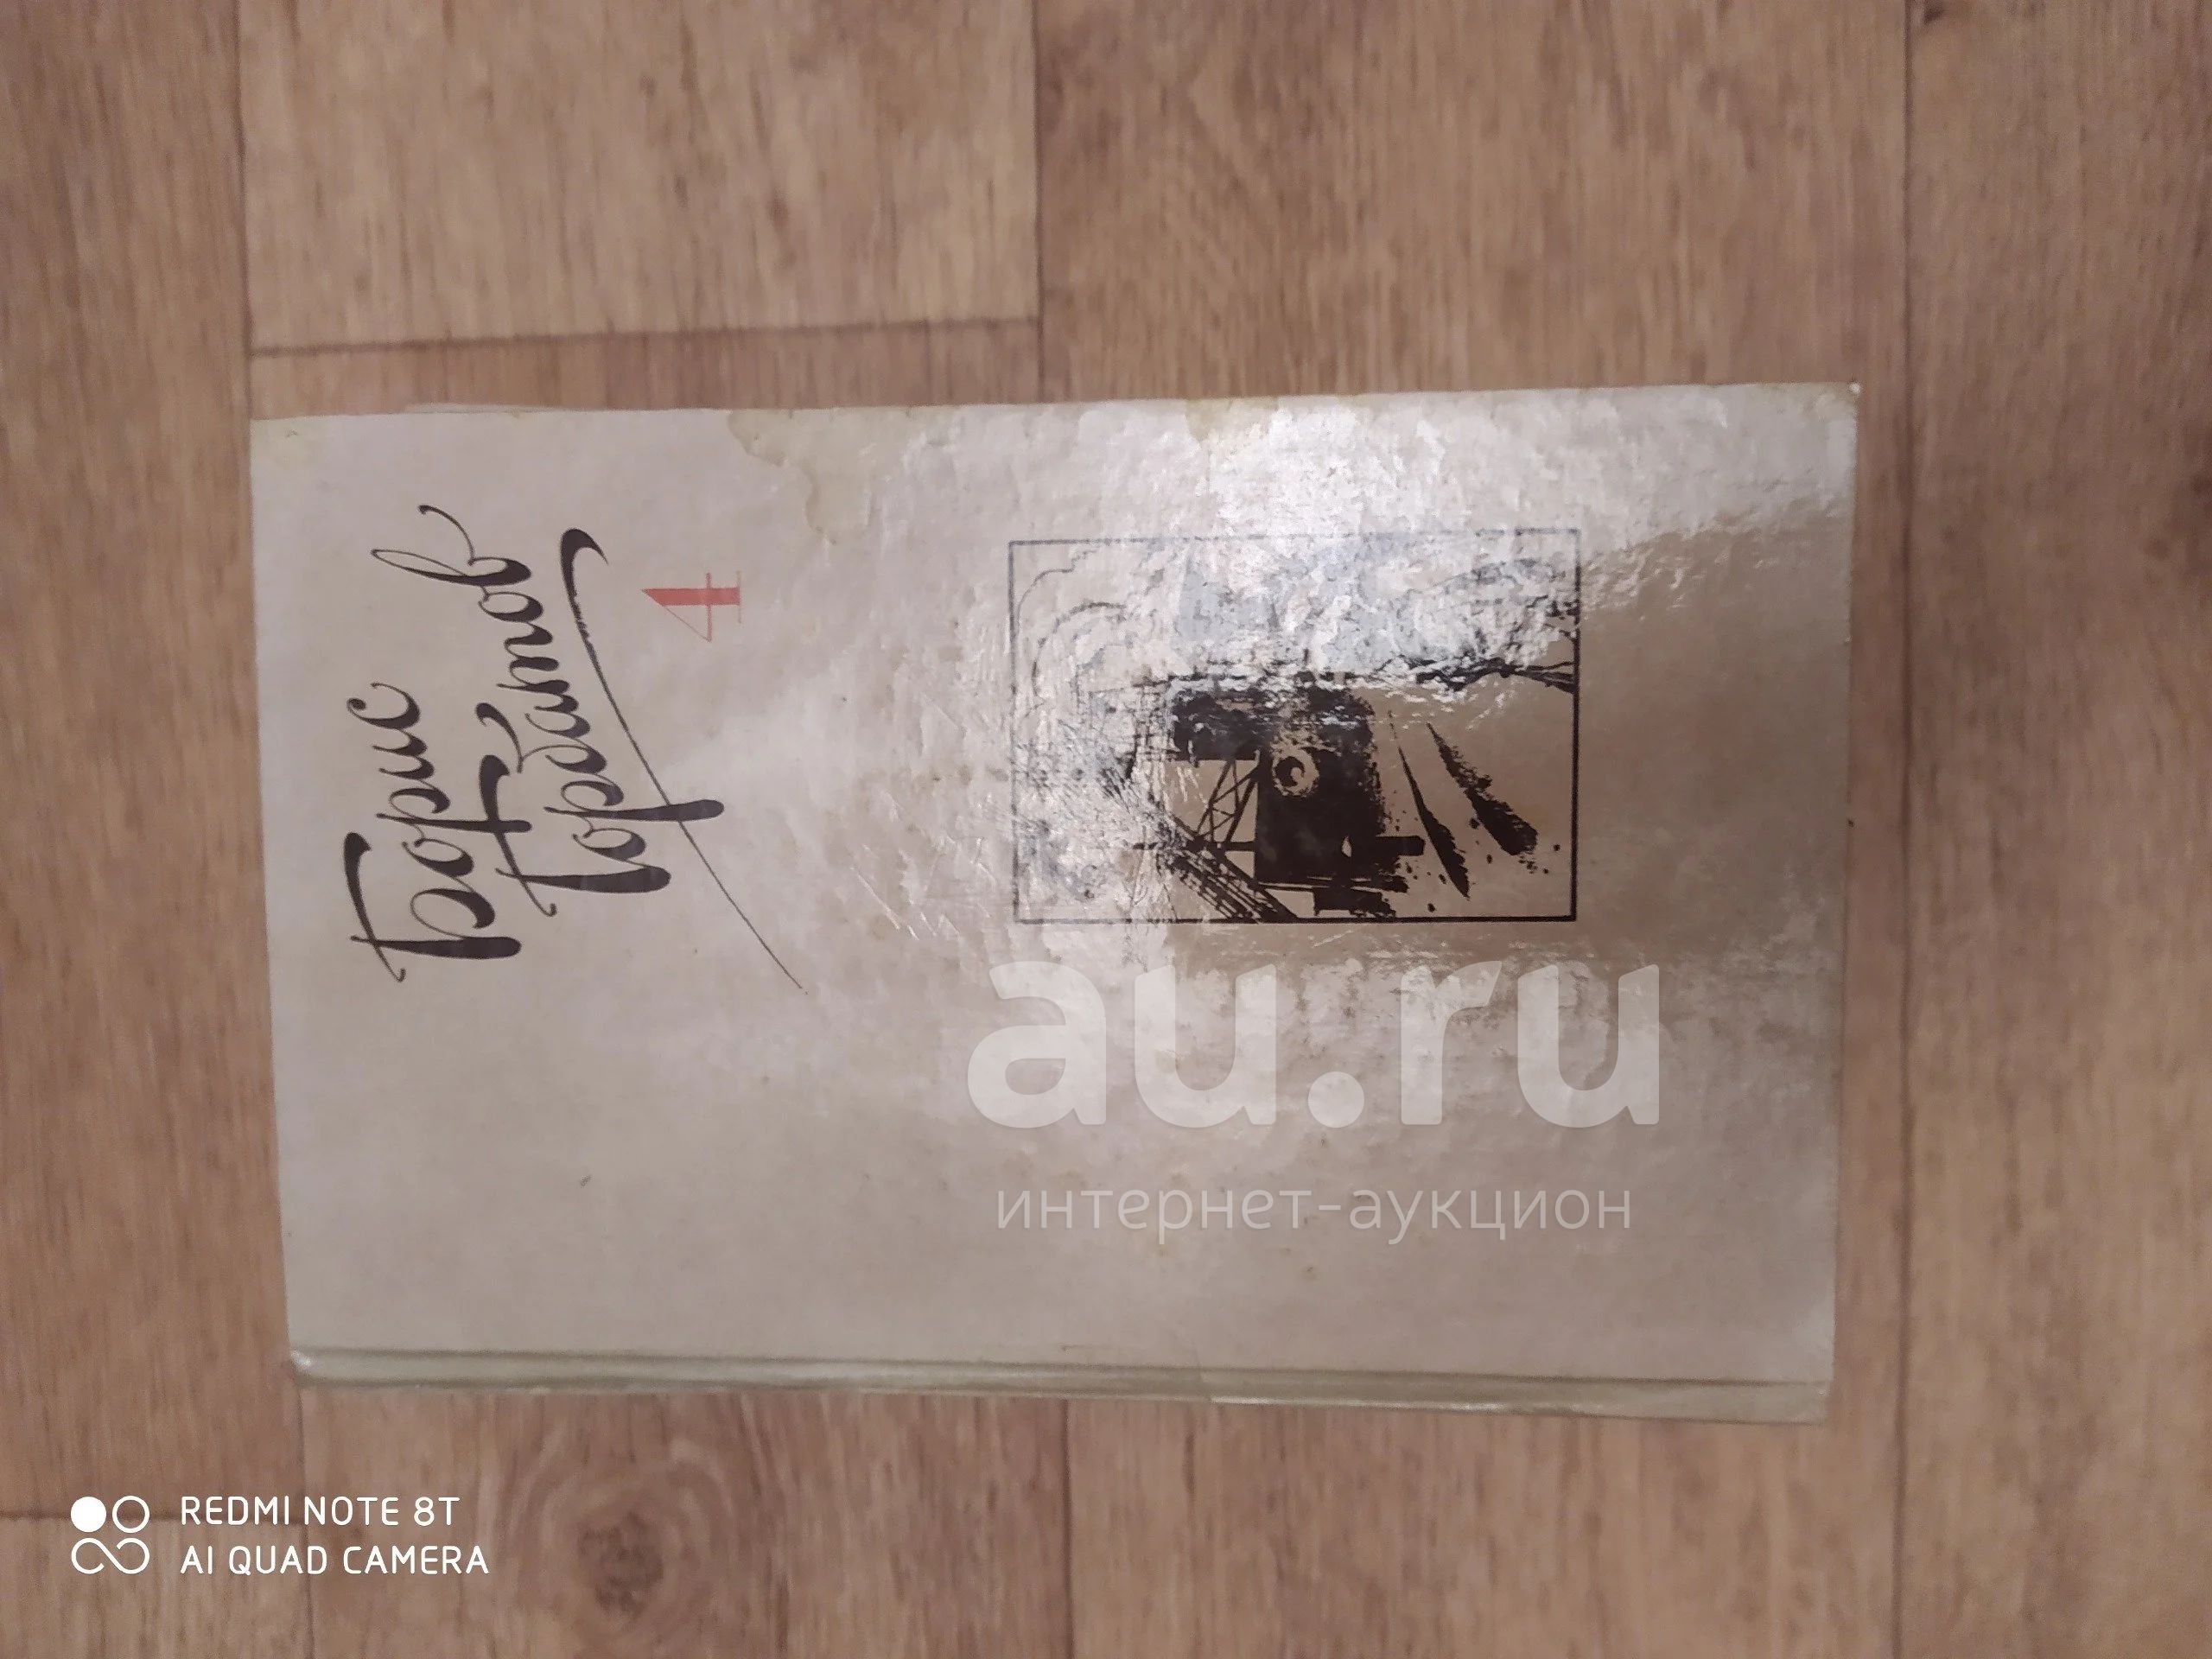 Борис
Горбатов
4
au.ru
интернет-аукцион
REDMI NOTE 8T
AI QUAD CAMERA